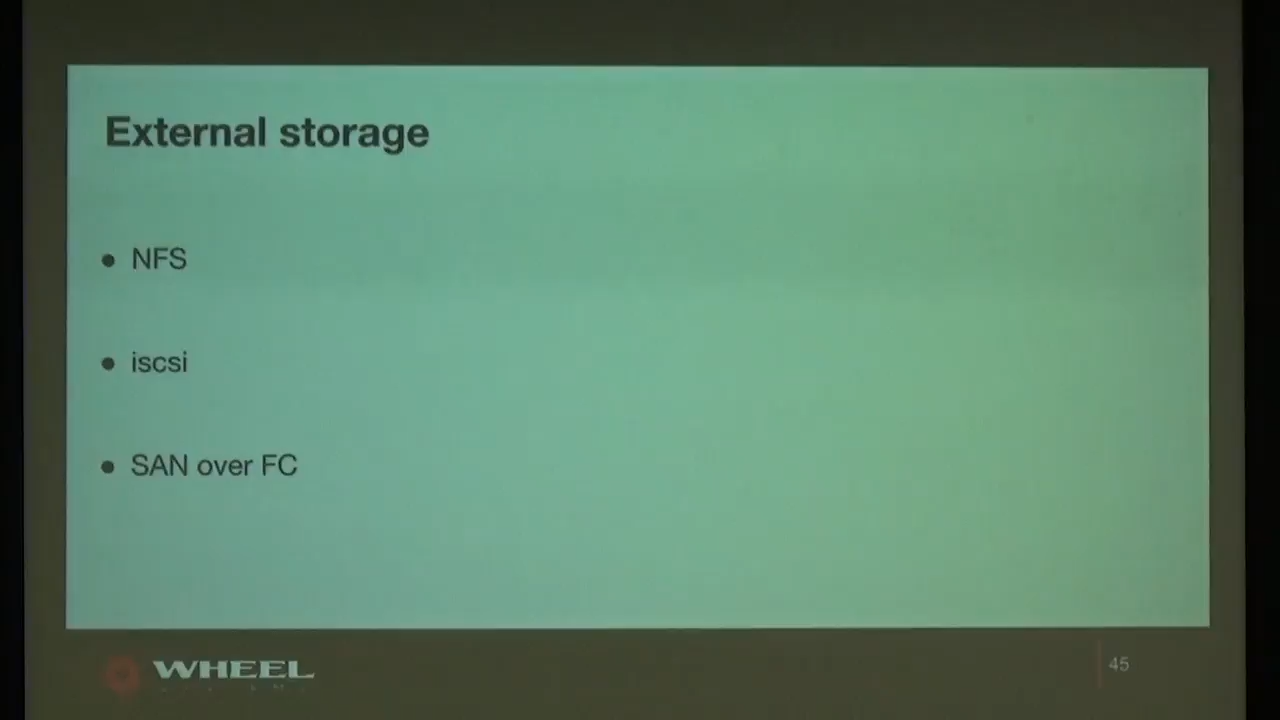 External storage
● NFS
● iscsi
● SAN over FC
WHEEL
45